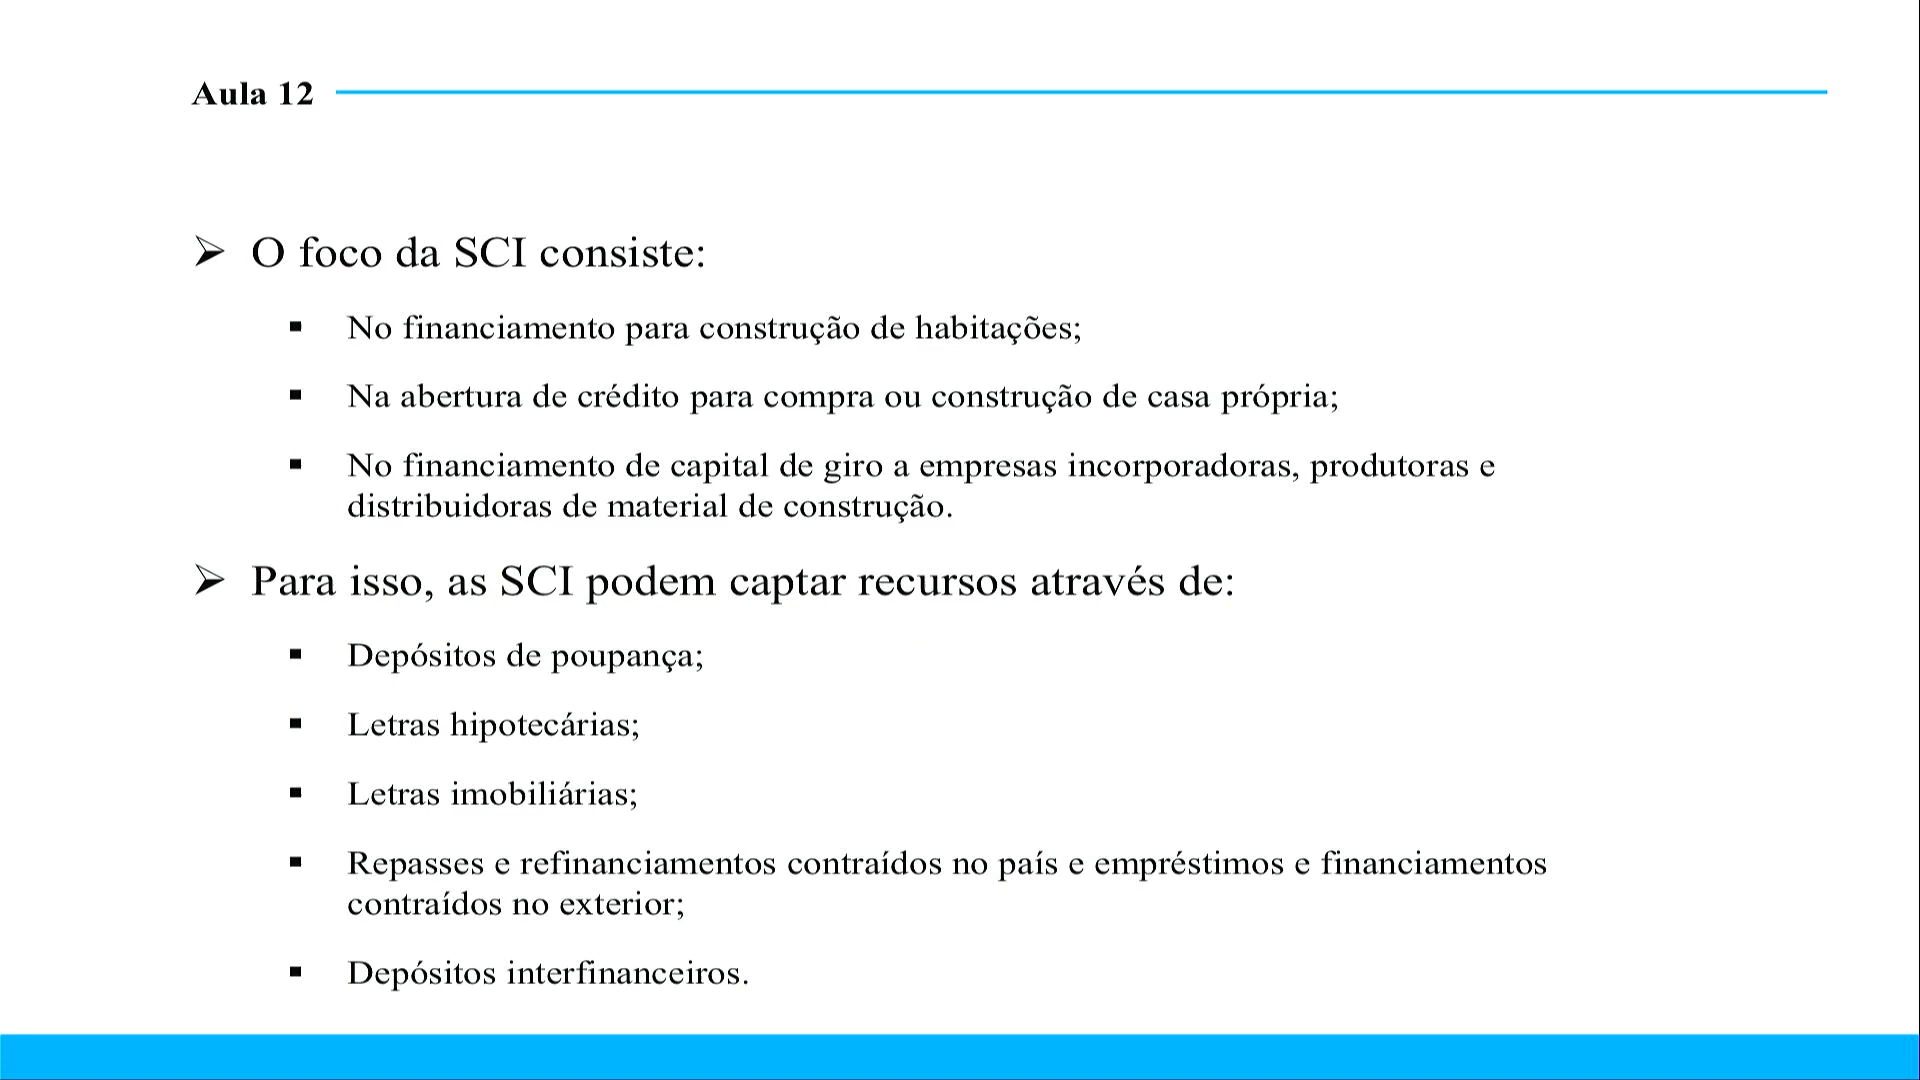 Aula 12
➢ O foco da SCI consiste:
▪ No financiamento para construção de habitações;
▪ Na abertura de crédito para compra ou construção de casa própria;
▪ No financiamento de capital de giro a empresas incorporadoras, produtoras e
distribuidoras de material de construção.
➢ Para isso, as SCI podem captar recursos através de:
▪ Depósitos de poupança;
▪ Letras hipotecárias;
▪ Letras imobiliárias;
▪ Repasses e refinanciamentos contraídos no país e empréstimos e financiamentos
contraídos no exterior;
▪ Depósitos interfinanceiros.